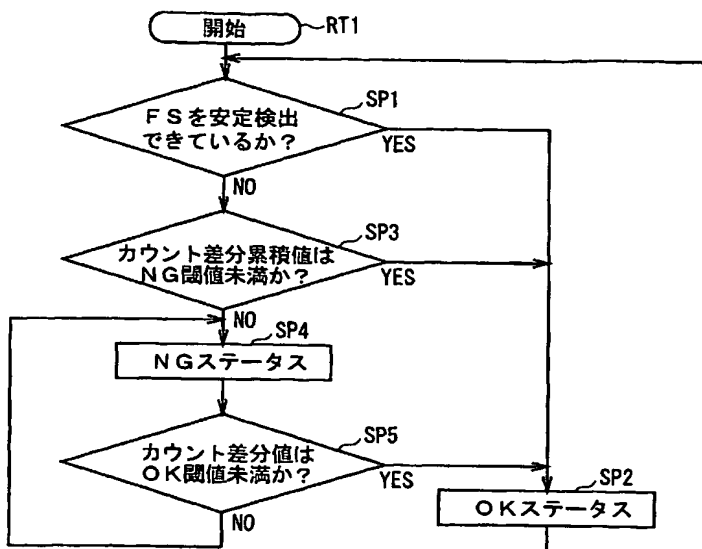 開始
RT1
SP1
FSを安定検出
できているか？
YES
NO
SP3
カウント差分累積値は
NG閾値未満か？
YES
NO
SP4
NGステータス
SP5
カウント差分値は
OK閾値未満か？
YES
NO
SP2
OKステータス